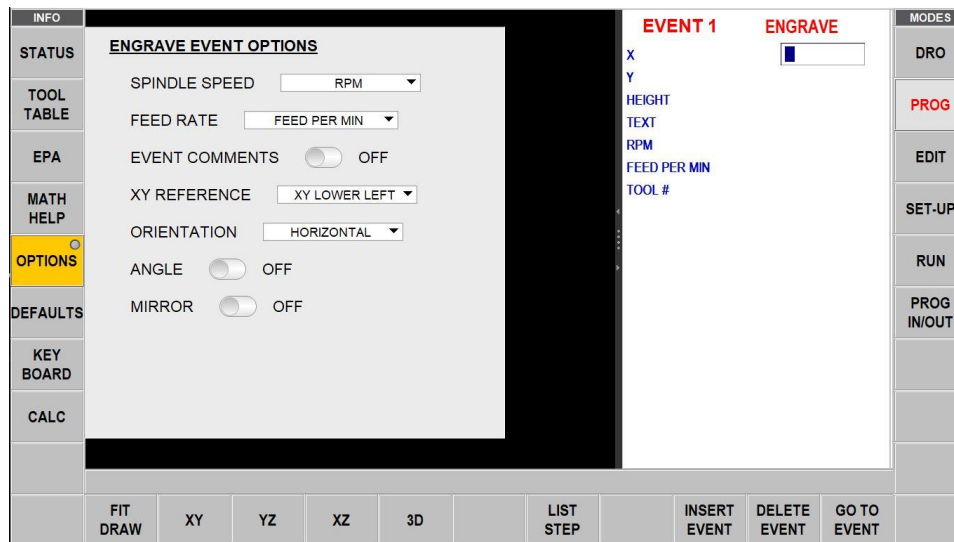 INFO
STATUS
TOOL
TABLE
EPA
MATH
HELP
OPTIONS
DEFAULTS
KEY
BOARD
CALC
ENGRAVE EVENT OPTIONS
SPINDLE SPEED RPM
FEED RATE FEED PER MIN
EVENT COMMENTS OFF
XY REFERENCE XY LOWER LEFT
ORIENTATION HORIZONTAL
ANGLE OFF
MIRROR OFF
EVENT 1 ENGRAVE
X
Y
HEIGHT
TEXT
RPM
FEED PER MIN
TOOL #
MODES
DRO
PROG
EDIT
SET-UP
RUN
PROG
IN/OUT
FIT
DRAW
XY
YZ
XZ
3D
LIST
STEP
INSERT
EVENT
DELETE
EVENT
GO TO
EVENT